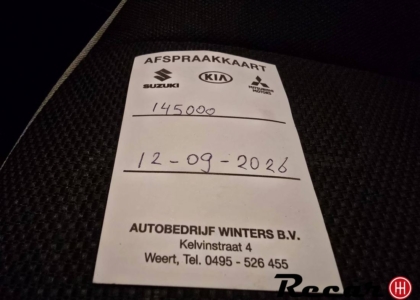 AFSPRAAKKAART
SUZUKI KIA MITSUBISHI MOTORS
145000
12-09-2026
AUTOBEDRIJF WINTERS B.V.
Kelvinstraat 4
Weert, Tel. 0495 - 526 455